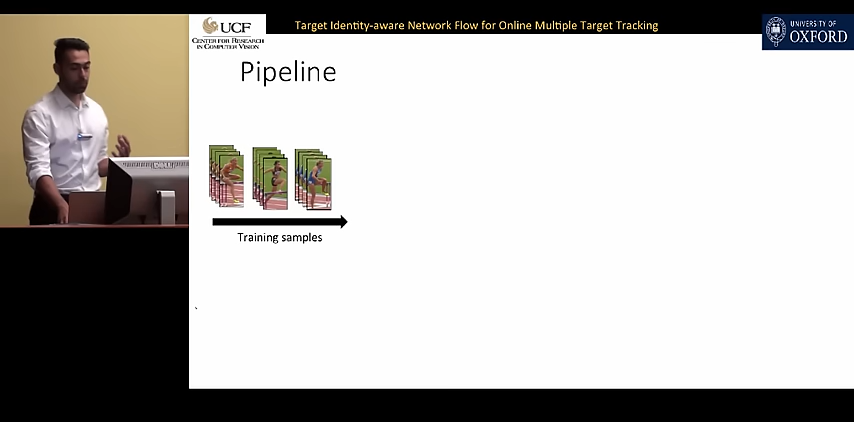 UCF
CENTER FOR RESEARCH
IN COMPUTER VISION
Target Identity-aware Network Flow for Online Multiple Target Tracking
UNIVERSITY OF
OXFORD
Pipeline
DELL
Training samples